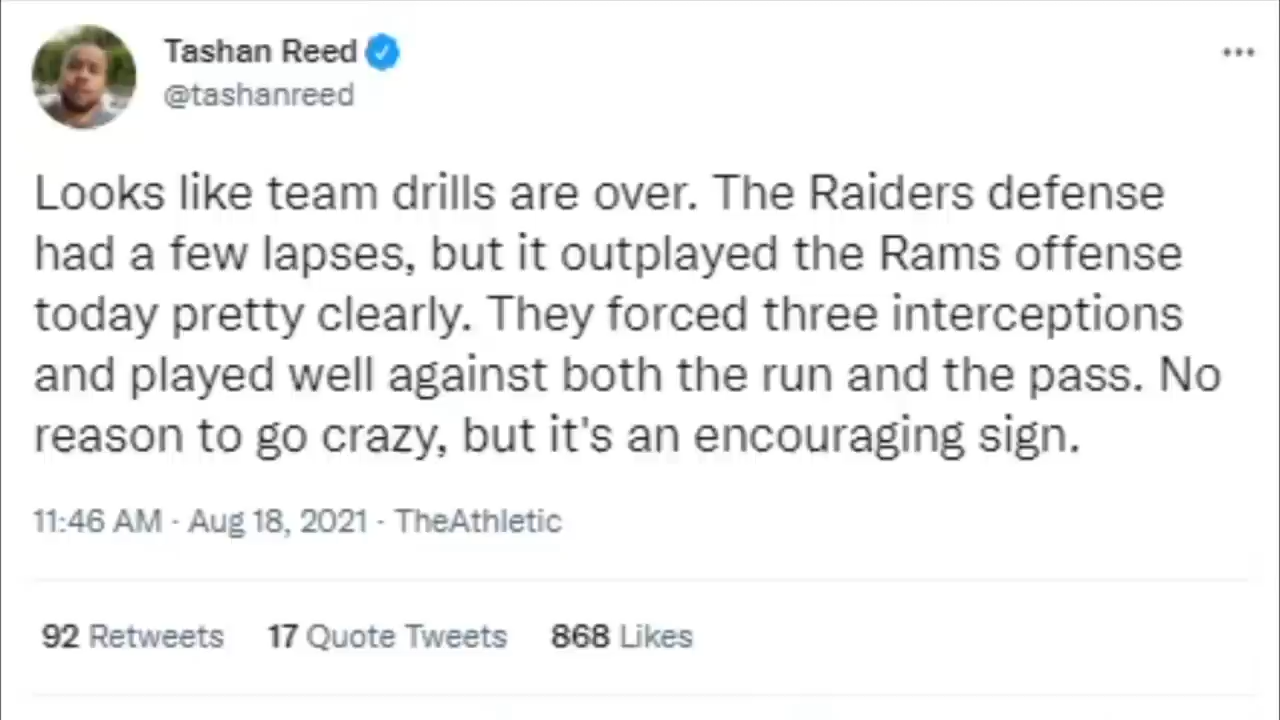 Tashan Reed
@tashanreed
Looks like team drills are over. The Raiders defense
had a few lapses, but it outplayed the Rams offense
today pretty clearly. They forced three interceptions
and played well against both the run and the pass. No
reason to go crazy, but it's an encouraging sign.
11:46 AM · Aug 18, 2021 · TheAthletic
92 Retweets 17 Quote Tweets 868 Likes